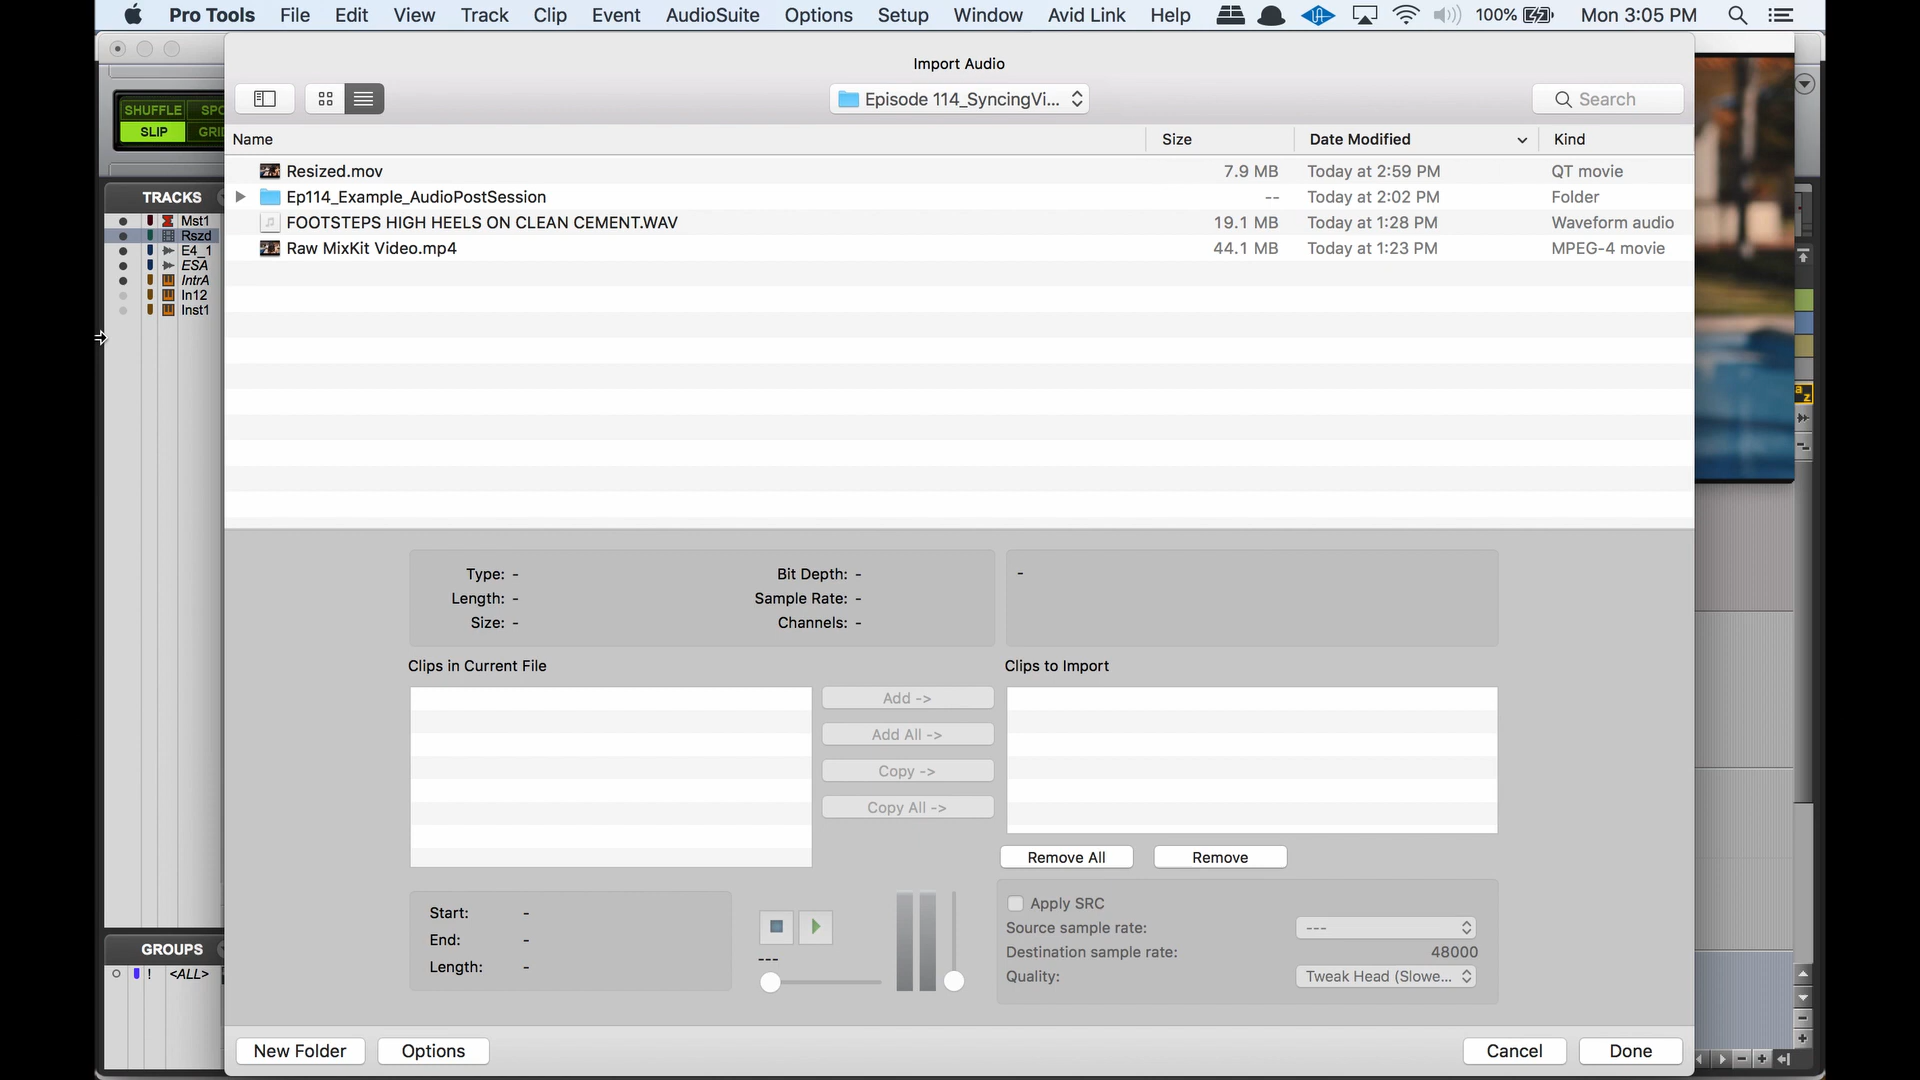 Pro Tools File Edit View Track Clip Event AudioSuite Options Setup Window Avid Link Help 100% Mon 3:05 PM
Import Audio
Episode 114_SyncingVi... Search
SHUFFLE SPO
SLIP GRID
Name Size Date Modified Kind
Resized.mov 7.9 MB Today at 2:59 PM QT movie
Ep114_Example_AudioPostSession -- Today at 2:02 PM Folder
FOOTSTEPS HIGH HEELS ON CLEAN CEMENT.WAV 19.1 MB Today at 1:28 PM Waveform audio
Raw MixKit Video.mp4 44.1 MB Today at 1:23 PM MPEG-4 movie
TRACKS
Mst1
Rszd
E4_1
ESA
IntrA
In12
Inst1
a z
Type: - Bit Depth: - -
Length: - Sample Rate: -
Size: - Channels: -
Clips in Current File Clips to Import
Add ->
Add All ->
Copy ->
Copy All ->
Remove All Remove
Start: -
End: -
Length: -
---
Apply SRC
Source sample rate: ---
Destination sample rate: 48000
Quality: Tweak Head (Slowe...
GROUPS
! <ALL>
New Folder Options Cancel Done